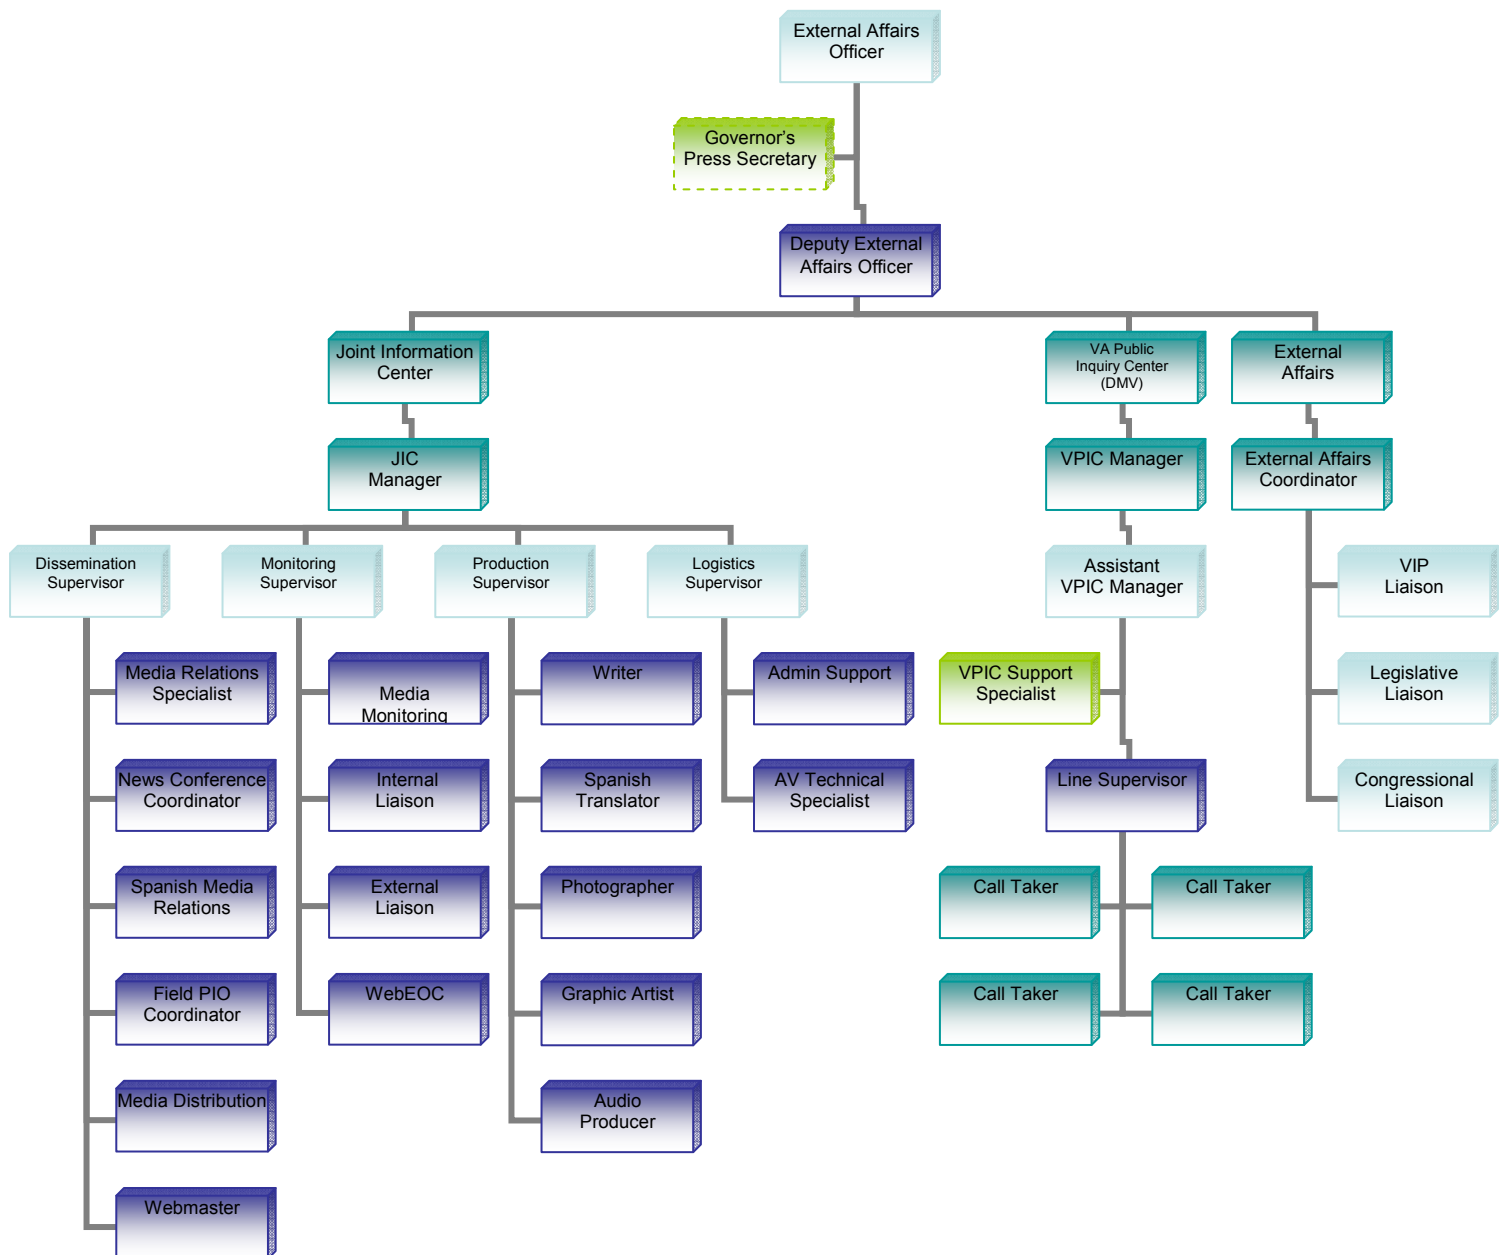 External Affairs
Officer
Governor's
Press Secretary
Deputy External
Affairs Officer
Joint Information
Center
VA Public
Inquiry Center
(DMV)
External
Affairs
JIC
Manager
VPIC Manager
External Affairs
Coordinator
Dissemination
Supervisor
Monitoring
Supervisor
Production
Supervisor
Logistics
Supervisor
Assistant
VPIC Manager
VIP
Liaison
Media Relations
Specialist
Media
Monitoring
Writer
Admin Support
VPIC Support
Specialist
Legislative
Liaison
News Conference
Coordinator
Internal
Liaison
Spanish
Translator
AV Technical
Specialist
Line Supervisor
Congressional
Liaison
Spanish Media
Relations
External
Liaison
Photographer
Call Taker
Call Taker
Field PIO
Coordinator
WebEOC
Graphic Artist
Call Taker
Call Taker
Media Distribution
Audio
Producer
Webmaster